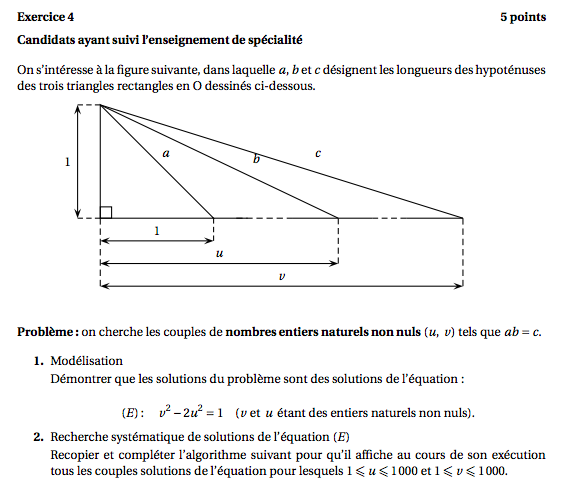 Exercice 4 5 points
Candidats ayant suivi l'enseignement de spécialité
On s'intéresse à la figure suivante, dans laquelle a, b et c désignent les longueurs des hypoténuses
des trois triangles rectangles en O dessinés ci-dessous.
1
a
b
c
1
u
v
Problème : on cherche les couples de nombres entiers naturels non nuls (u, v) tels que ab = c.
1. Modélisation
Démontrer que les solutions du problème sont des solutions de l'équation :
(E) : v² − 2u² = 1 (v et u étant des entiers naturels non nuls).
2. Recherche systématique de solutions de l'équation (E)
Recopier et compléter l'algorithme suivant pour qu'il affiche au cours de son exécution
tous les couples solutions de l'équation pour lesquels 1 ⩽ u ⩽ 1000 et 1 ⩽ v ⩽ 1000.